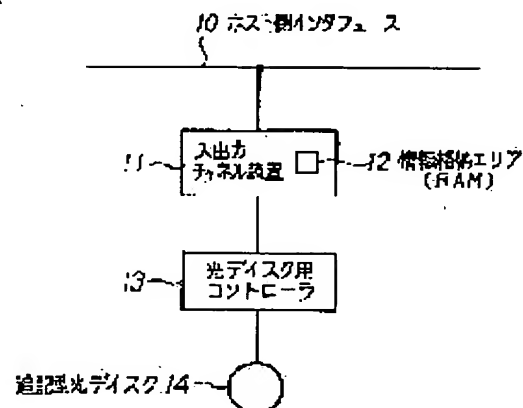 10 ホスト側インタフェース
11
入出力
チャネル装置
12 情報格納エリア
(RAM)
13
光ディスク用
コントローラ
追記型光ディスク 14